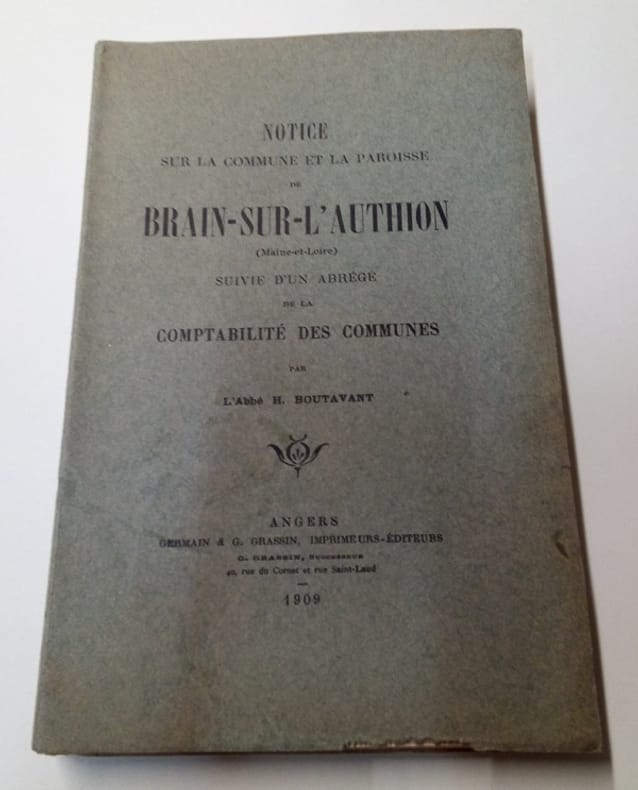 NOTICE
SUR LA COMMUNE ET LA PAROISSE
DE
BRAIN-SUR-L'AUTHION
(Maine-et-Loire)
SUIVIE D'UN ABRÉGÉ
DE LA
COMPTABILITÉ DES COMMUNES
PAR
L'Abbé H. BOUTAVANT
ANGERS
GERMAIN & G. GRASSIN, IMPRIMEURS-ÉDITEURS
G. GRASSIN, Successeur
40, rue du Cornet et rue Saint-Laud
1909